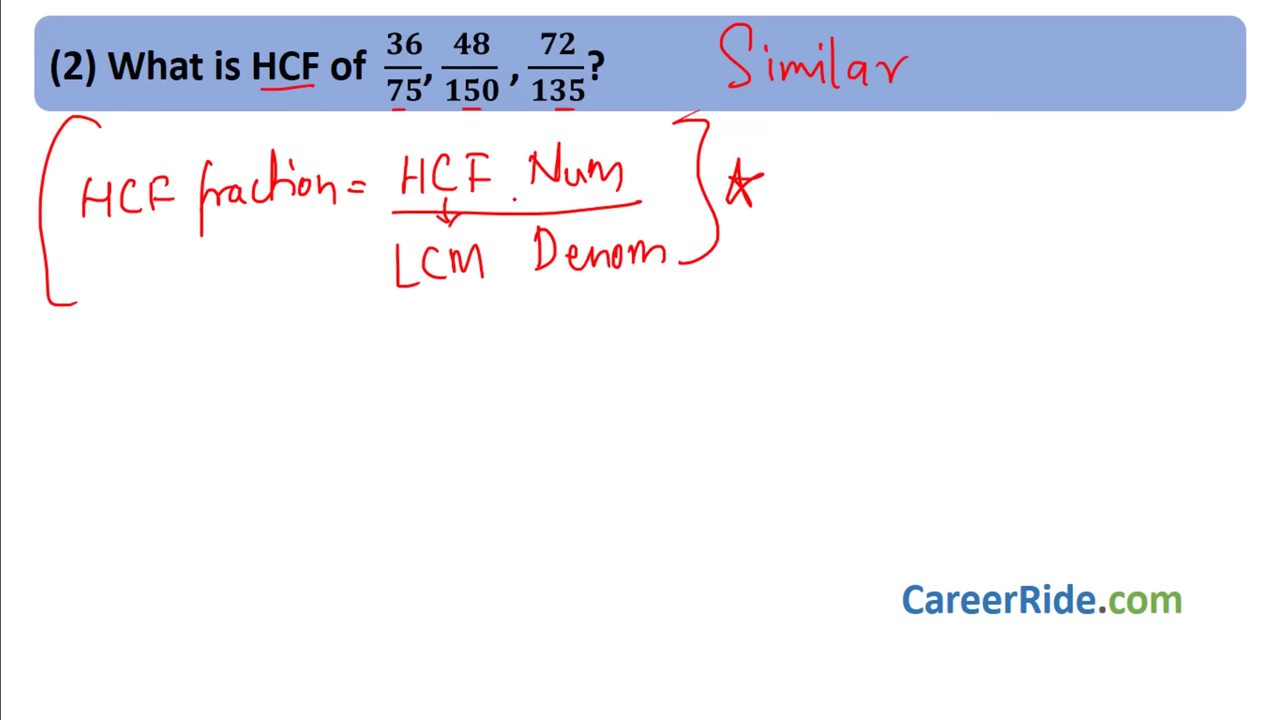 (2) What is HCF of 36/75, 48/150, 72/135? Similar
HCF fraction = HCF Num / LCM Denom
CareerRide.com